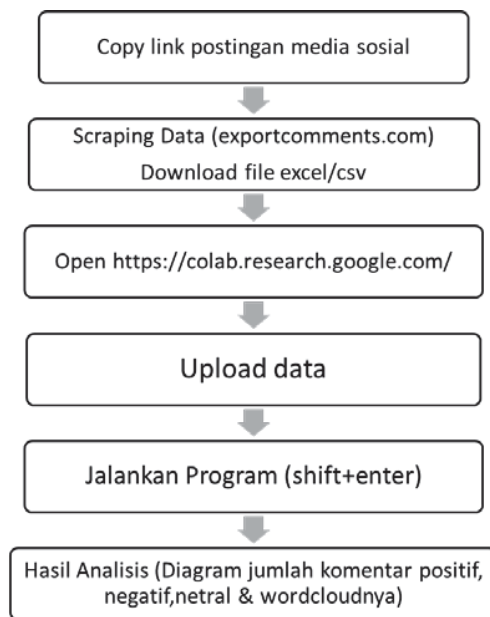 Copy link postingan media sosial
Scraping Data (exportcomments.com)
Download file excel/csv
Open https://colab.research.google.com/
Upload data
Jalankan Program (shift+enter)
Hasil Analisis (Diagram jumlah komentar positif,
negatif,netral & wordcloudnya)